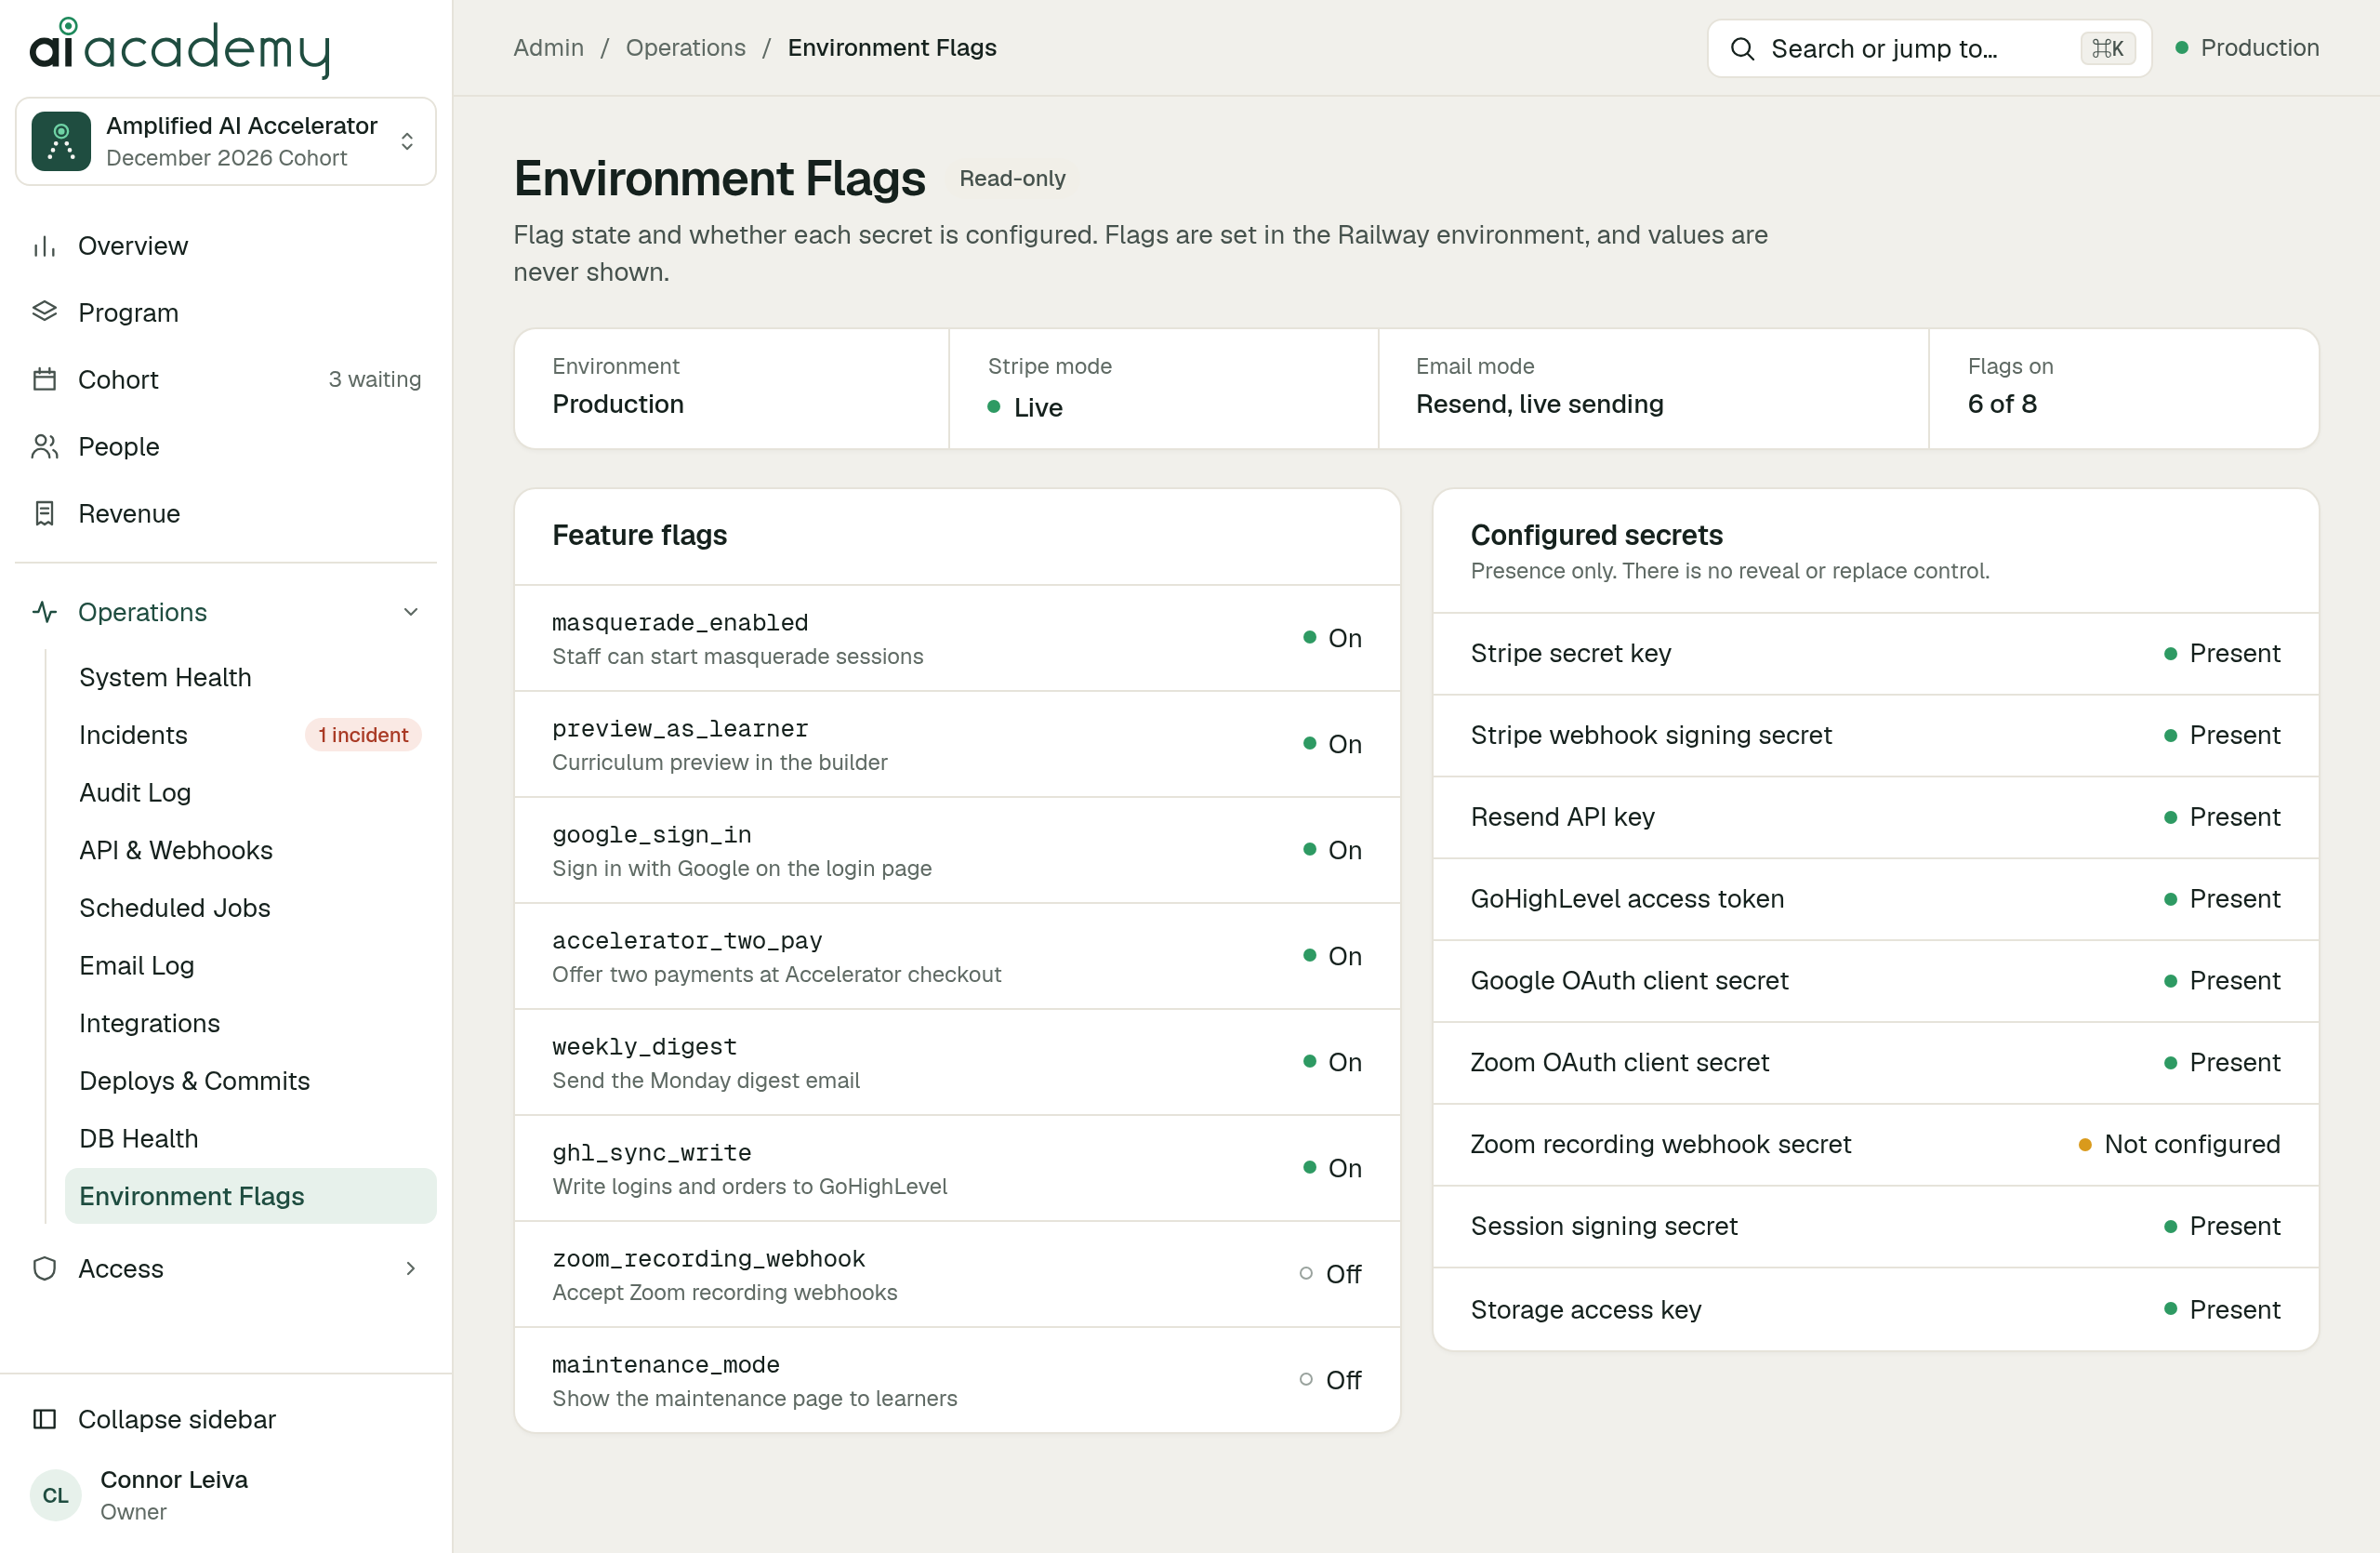 ai academy
Amplified AI Accelerator
December 2026 Cohort
Overview
Program
Cohort
3 waiting
People
Revenue
Operations
System Health
Incidents
1 incident
Audit Log
API & Webhooks
Scheduled Jobs
Email Log
Integrations
Deploys & Commits
DB Health
Environment Flags
Access
Collapse sidebar
CL
Connor Leiva
Owner
Admin / Operations / Environment Flags
Search or jump to...
⌘K
Production
Environment Flags
Read-only
Flag state and whether each secret is configured. Flags are set in the Railway environment, and values are
never shown.
Environment
Production
Stripe mode
Live
Email mode
Resend, live sending
Flags on
6 of 8
Feature flags
masquerade_enabled
Staff can start masquerade sessions
On
preview_as_learner
Curriculum preview in the builder
On
google_sign_in
Sign in with Google on the login page
On
accelerator_two_pay
Offer two payments at Accelerator checkout
On
weekly_digest
Send the Monday digest email
On
ghl_sync_write
Write logins and orders to GoHighLevel
On
zoom_recording_webhook
Accept Zoom recording webhooks
Off
maintenance_mode
Show the maintenance page to learners
Off
Configured secrets
Presence only. There is no reveal or replace control.
Stripe secret key
Present
Stripe webhook signing secret
Present
Resend API key
Present
GoHighLevel access token
Present
Google OAuth client secret
Present
Zoom OAuth client secret
Present
Zoom recording webhook secret
Not configured
Session signing secret
Present
Storage access key
Present